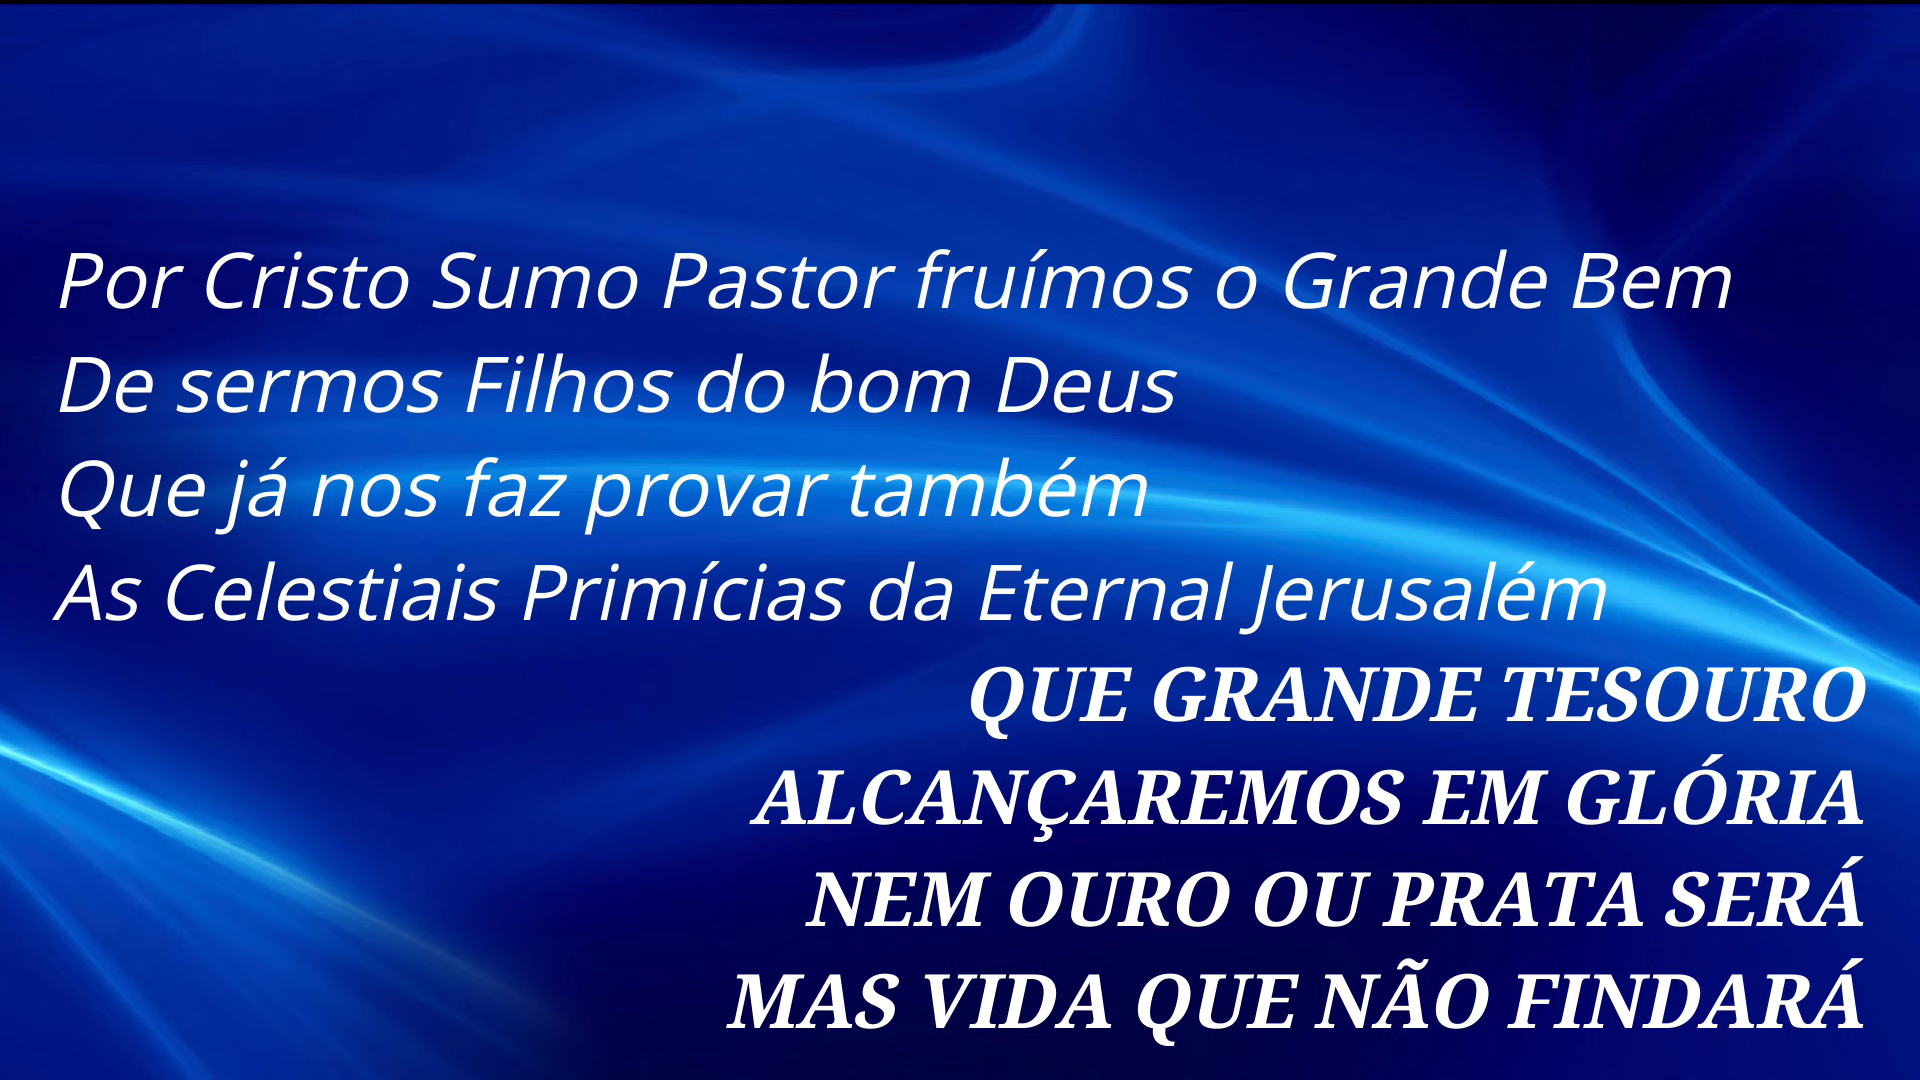 Por Cristo Sumo Pastor fruímos o Grande Bem
De sermos Filhos do bom Deus
Que já nos faz provar também
As Celestiais Primícias da Eternal Jerusalém
QUE GRANDE TESOURO
ALCANÇAREMOS EM GLÓRIA
NEM OURO OU PRATA SERÁ
MAS VIDA QUE NÃO FINDARÁ